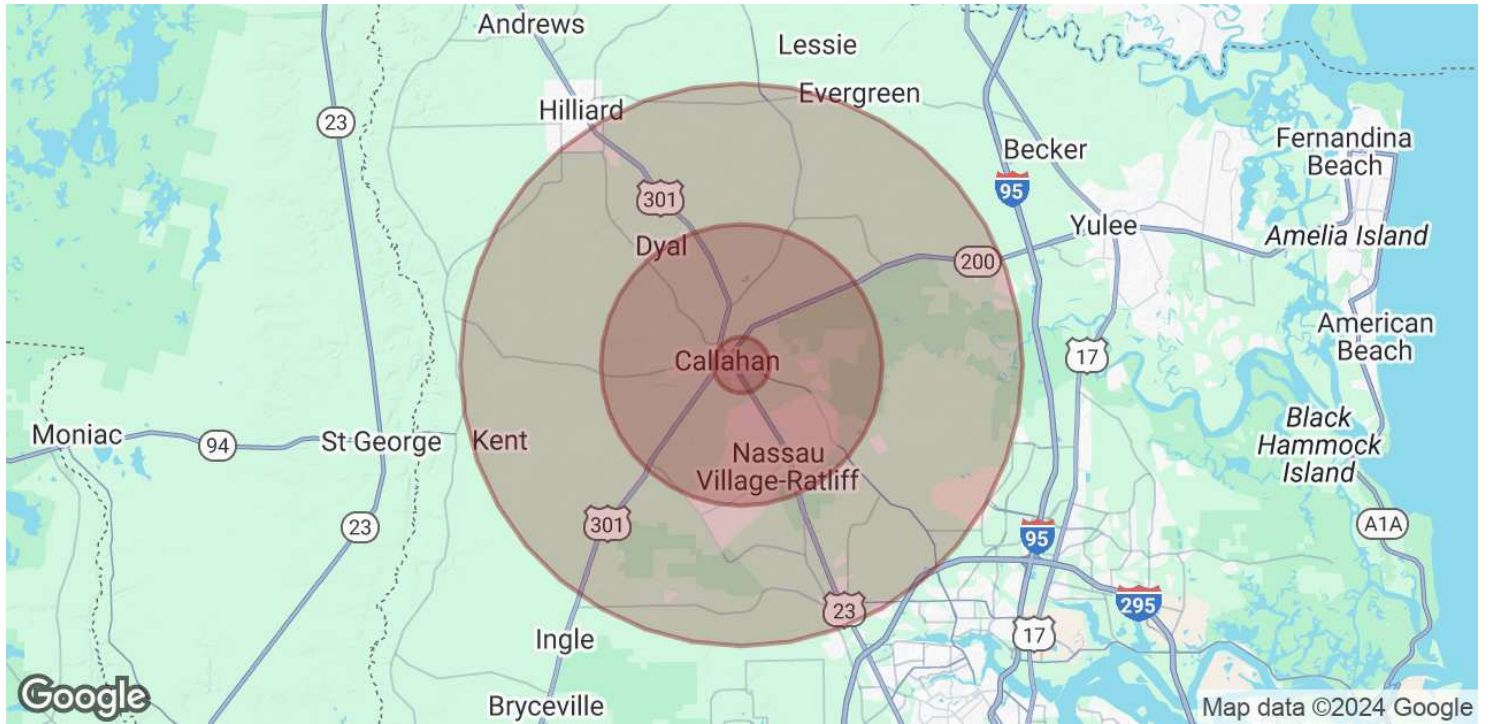 Andrews
Lessie
Hilliard
Evergreen
23
Fernandina
Beach
Becker
301
95
Yulee
Amelia Island
Dyal
200
American
Beach
17
Callahan
Moniac
94
St George
Kent
Nassau
Village-Ratliff
Black
Hammock
Island
23
301
95
A1A
295
23
17
Ingle
Bryceville
Google
Map data ©2024 Google